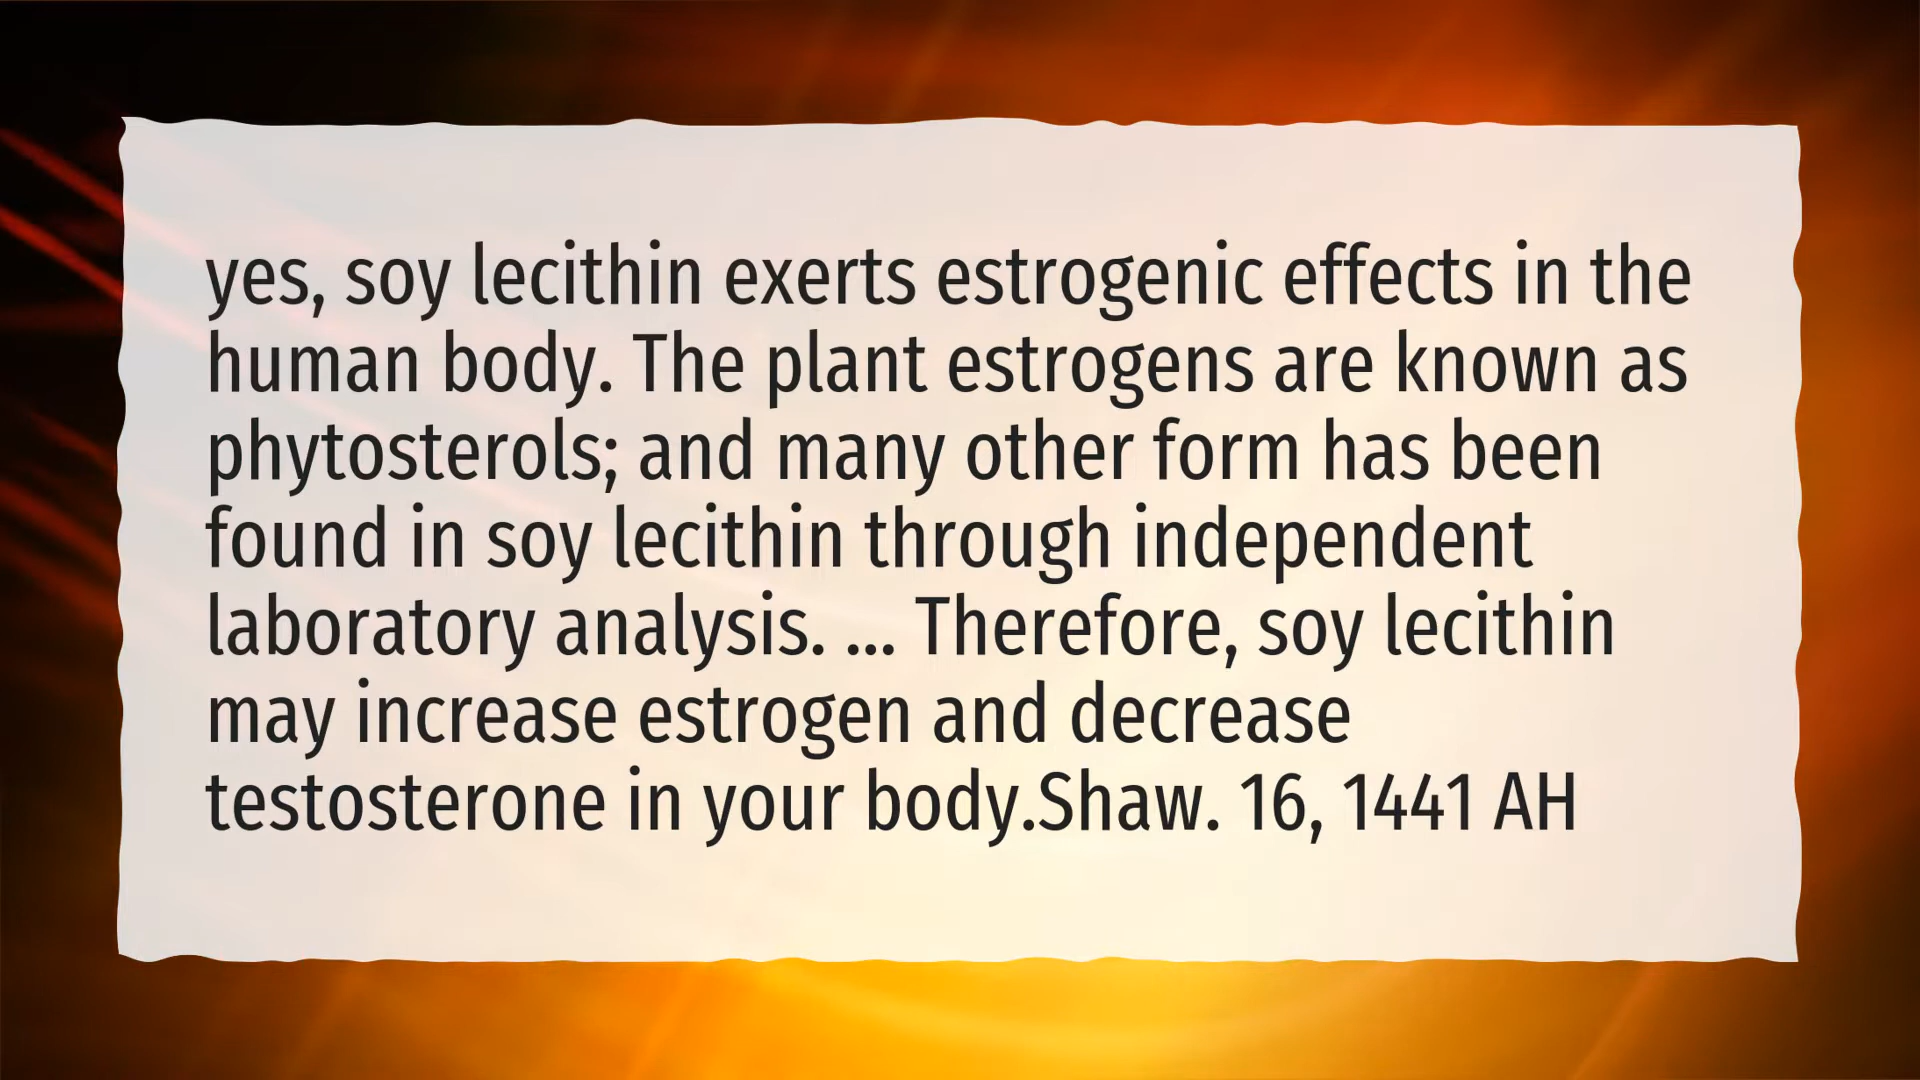 yes, soy lecithin exerts estrogenic effects in the
human body. The plant estrogens are known as
phytosterols; and many other form has been
found in soy lecithin through independent
laboratory analysis. ... Therefore, soy lecithin
may increase estrogen and decrease
testosterone in your body.Shaw. 16, 1441 AH